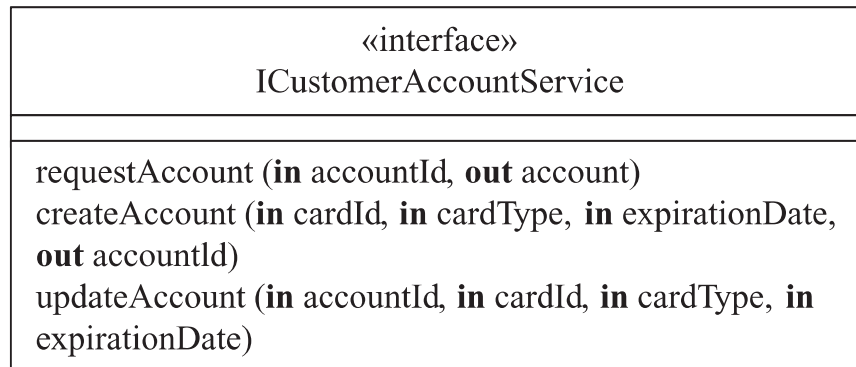 «interface»
ICustomerAccountService
requestAccount (in accountId, out account)
createAccount (in cardId, in cardType, in expirationDate,
out accountld)
updateAccount (in accountId, in cardId, in cardType, in
expirationDate)